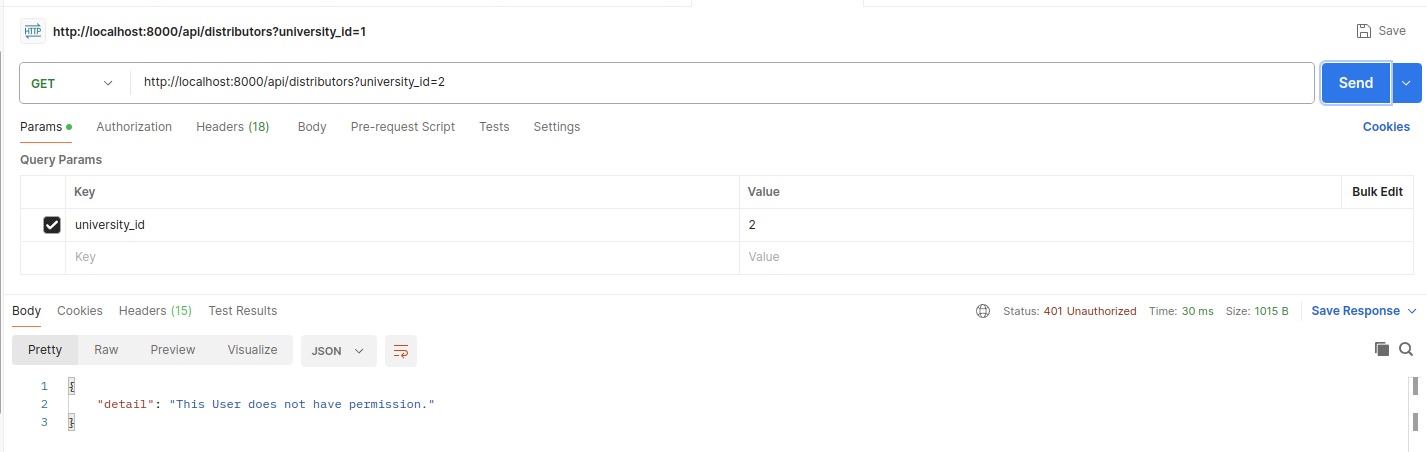 HTTP http://localhost:8000/api/distributors?university_id=1 Save
GET http://localhost:8000/api/distributors?university_id=2 Send
Params Authorization Headers (18) Body Pre-request Script Tests Settings Cookies
Query Params
Key Value Bulk Edit
university_id 2
Key Value
Body Cookies Headers (15) Test Results Status: 401 Unauthorized Time: 30 ms Size: 1015 B Save Response
Pretty Raw Preview Visualize JSON
1 {
2 "detail": "This User does not have permission."
3 }